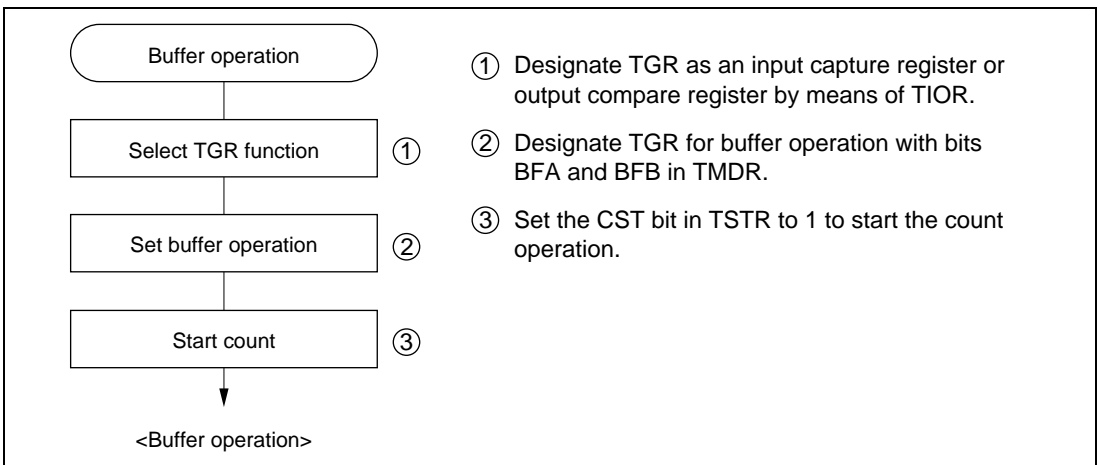 Buffer operation
Select TGR function
①
Set buffer operation
②
Start count
③
<Buffer operation>
① Designate TGR as an input capture register or
output compare register by means of TIOR.
② Designate TGR for buffer operation with bits
BFA and BFB in TMDR.
③ Set the CST bit in TSTR to 1 to start the count
operation.